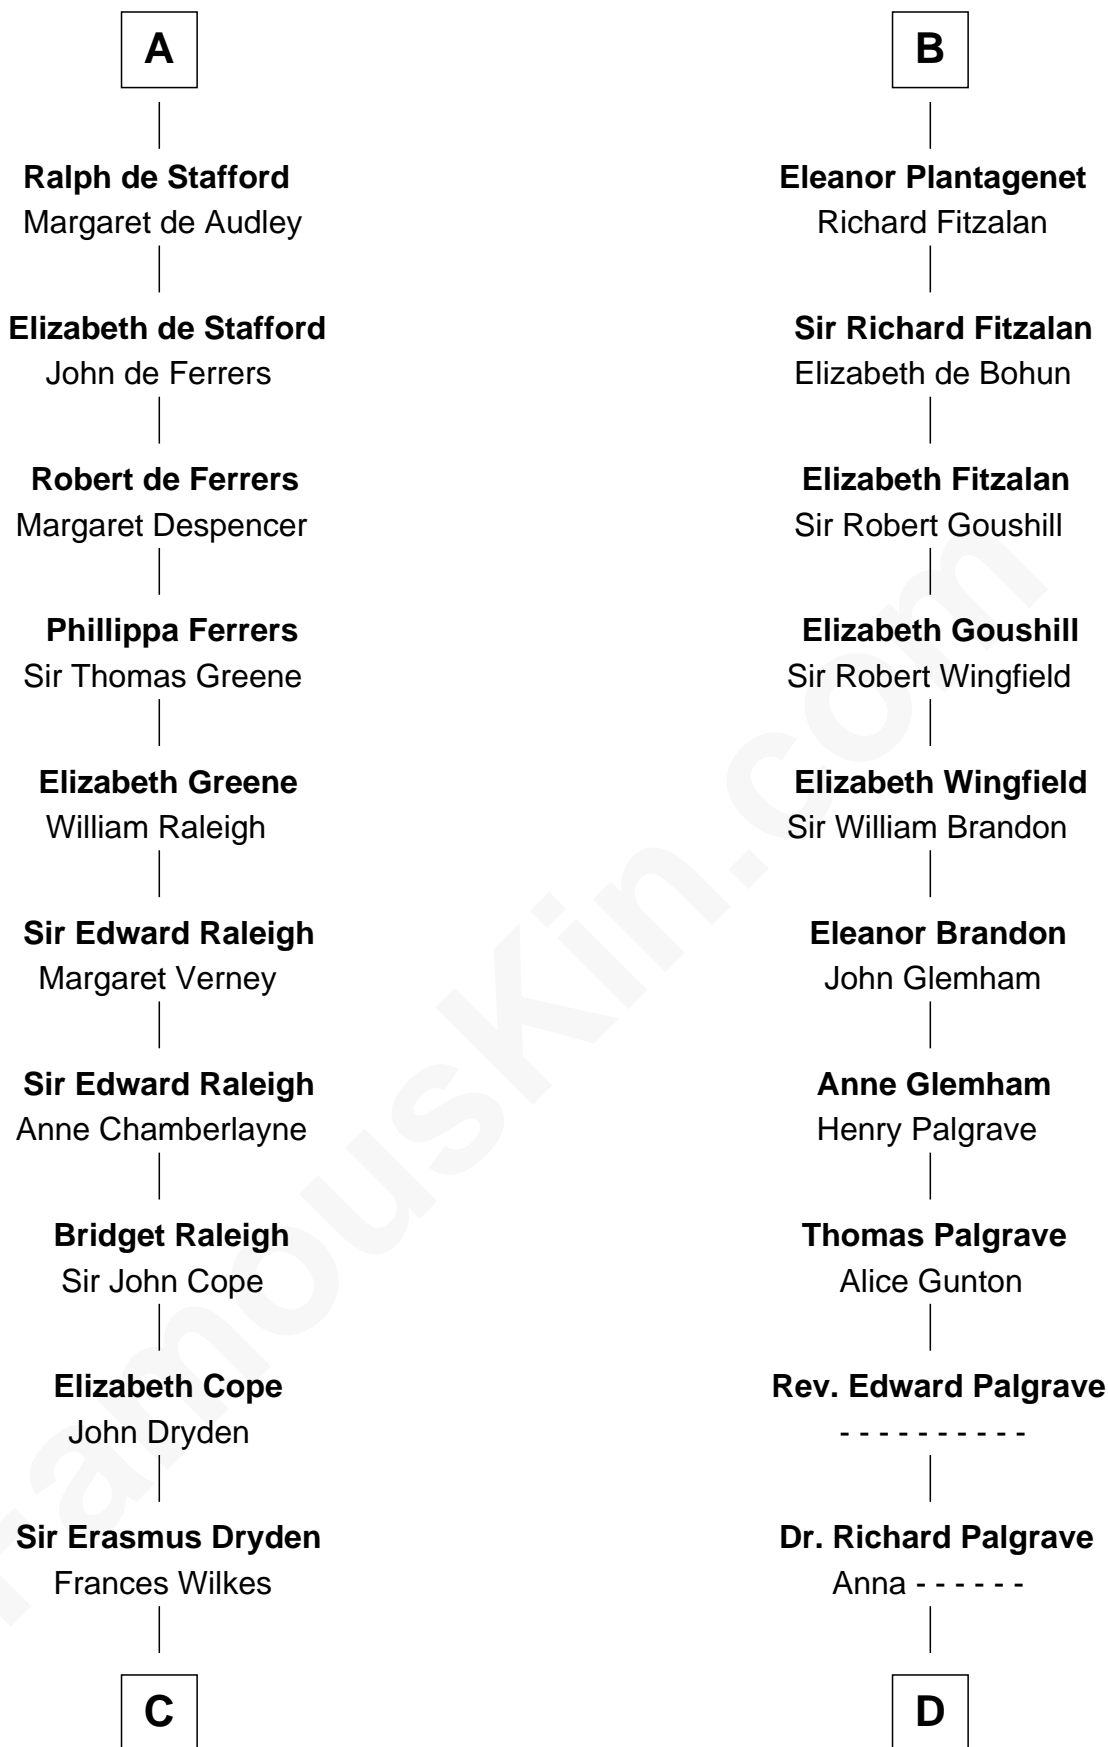 A
B
Ralph de Stafford
Margaret de Audley
Eleanor Plantagenet
Richard Fitzalan
Elizabeth de Stafford
John de Ferrers
Sir Richard Fitzalan
Elizabeth de Bohun
Robert de Ferrers
Margaret Despencer
Elizabeth Fitzalan
Sir Robert Goushill
Phillippa Ferrers
Sir Thomas Greene
Elizabeth Goushill
Sir Robert Wingfield
Elizabeth Greene
William Raleigh
Elizabeth Wingfield
Sir William Brandon
Sir Edward Raleigh
Margaret Verney
Eleanor Brandon
John Glemham
Sir Edward Raleigh
Anne Chamberlayne
Anne Glemham
Henry Palgrave
Bridget Raleigh
Sir John Cope
Thomas Palgrave
Alice Gunton
Elizabeth Cope
John Dryden
Rev. Edward Palgrave
- - - - - - - - - -
Sir Erasmus Dryden
Frances Wilkes
Dr. Richard Palgrave
Anna - - - - - -
C
D
FamousKin.com